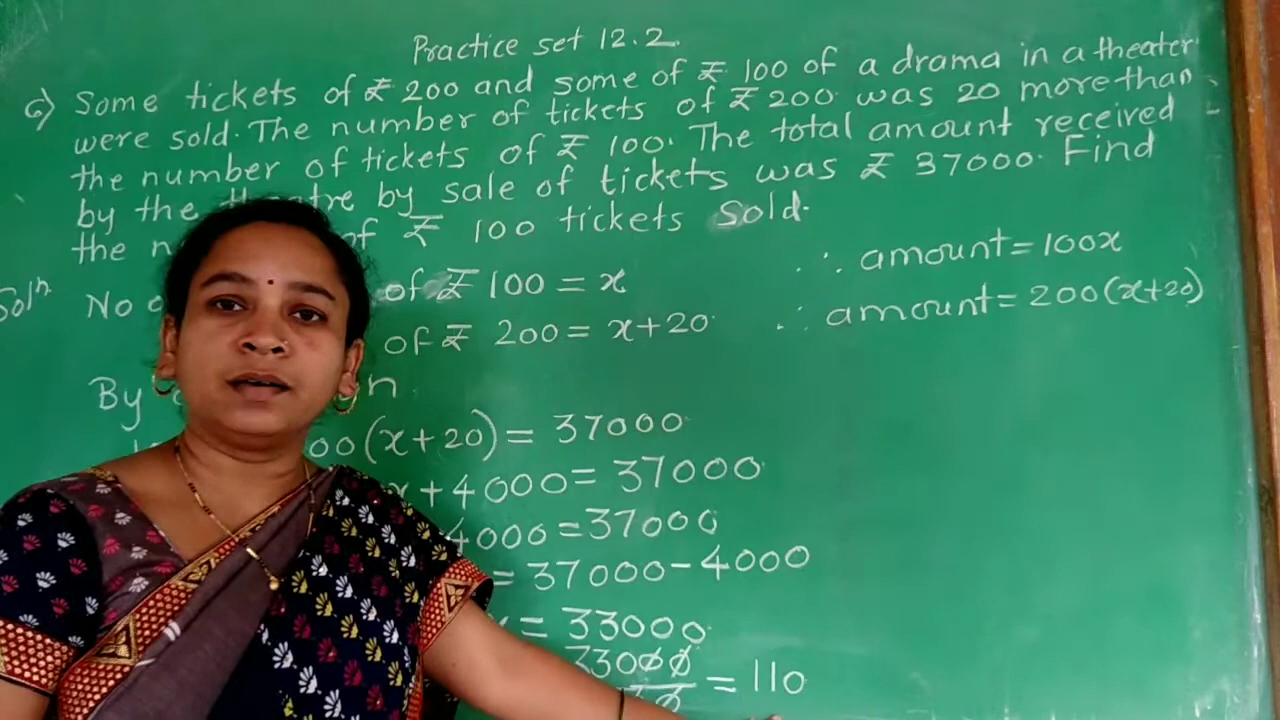 Practice set 12.2.
6) Some tickets of ₹ 200 and some of ₹ 100 of a drama in a theater
were sold. The number of tickets of ₹ 200 was 20 more than
the number of tickets of ₹ 100. The total amount received
by the by sale of tickets was ₹ 37000. Find
the of ₹ 100 tickets sold.
Solⁿ No of ₹ 100 = x ∴ amount = 100x
of ₹ 200 = x+20 ∴ amount = 200(x+20)
By
00(x+20) = 37000
x + 4000 = 37000
4000 = 37000
= 37000 - 4000
= 33000
33000 = 110